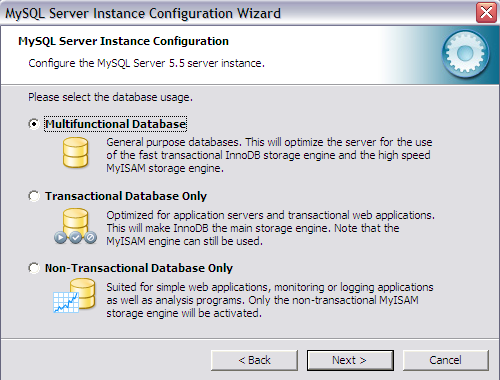 MySQL Server Instance Configuration Wizard
MySQL Server Instance Configuration
Configure the MySQL Server 5.5 server instance.
Please select the database usage.
Multifunctional Database
General purpose databases. This will optimize the server for the use
of the fast transactional InnoDB storage engine and the high speed
MyISAM storage engine.
Transactional Database Only
Optimized for application servers and transactional web applications.
This will make InnoDB the main storage engine. Note that the
MyISAM engine can still be used.
Non-Transactional Database Only
Suited for simple web applications, monitoring or logging applications
as well as analysis programs. Only the non-transactional MyISAM
storage engine will be activated.
< Back
Next >
Cancel